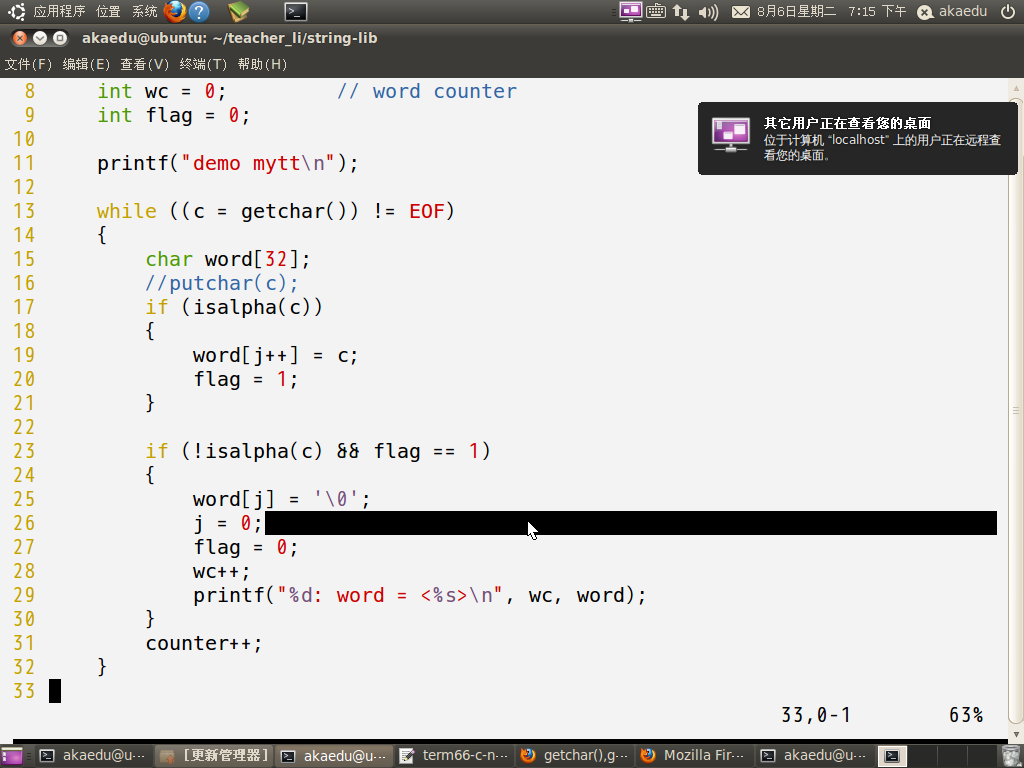 应用程序 位置 系统 8月6日星期二 7:15 下午 akaedu
akaedu@ubuntu: ~/teacher_li/string-lib
文件(F) 编辑(E) 查看(V) 终端(T) 帮助(H)
其它用户正在查看您的桌面
位于计算机 “localhost” 上的用户正在远程查
看您的桌面。
8 int wc = 0; // word counter
9 int flag = 0;
10
11 printf("demo mytt\n");
12
13 while ((c = getchar()) != EOF)
14 {
15 char word[32];
16 //putchar(c);
17 if (isalpha(c))
18 {
19 word[j++] = c;
20 flag = 1;
21 }
22
23 if (!isalpha(c) && flag == 1)
24 {
25 word[j] = '\0';
26 j = 0;
27 flag = 0;
28 wc++;
29 printf("%d: word = <%s>\n", wc, word);
30 }
31 counter++;
32 }
33
33,0-1 63%
akaedu@u-··· [更新管理器] akaedu@u-··· term66-c-n··· getchar(),g··· Mozilla Fir··· akaedu@u-···